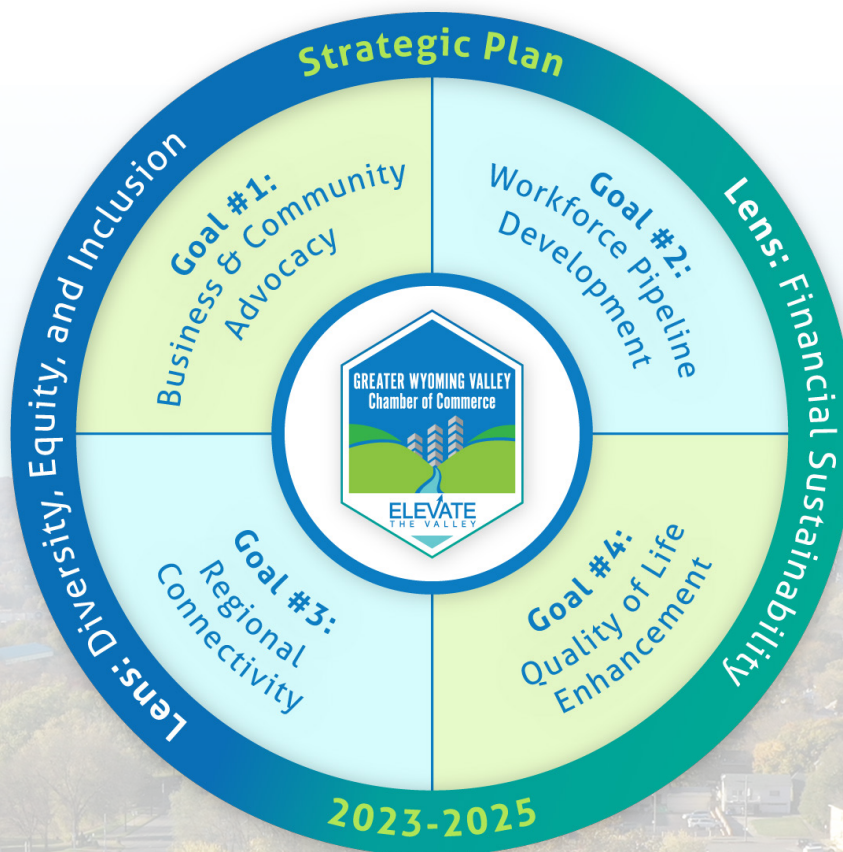 Strategic Plan
Lens: Diversity, Equity, and Inclusion
Lens: Financial Sustainability
Goal #1:
Business & Community
Advocacy
Goal #2:
Workforce Pipeline
Development
GREATER WYOMING VALLEY
Chamber of Commerce
ELEVATE
THE VALLEY
Goal #3:
Regional
Connectivity
Goal #4:
Quality of Life
Enhancement
2023-2025